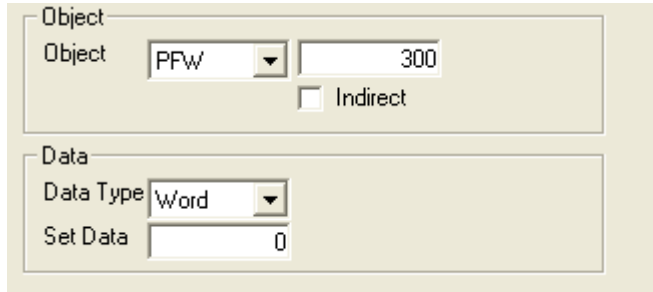 Object
Object PFW 300
Indirect
Data
Data Type Word
Set Data 0